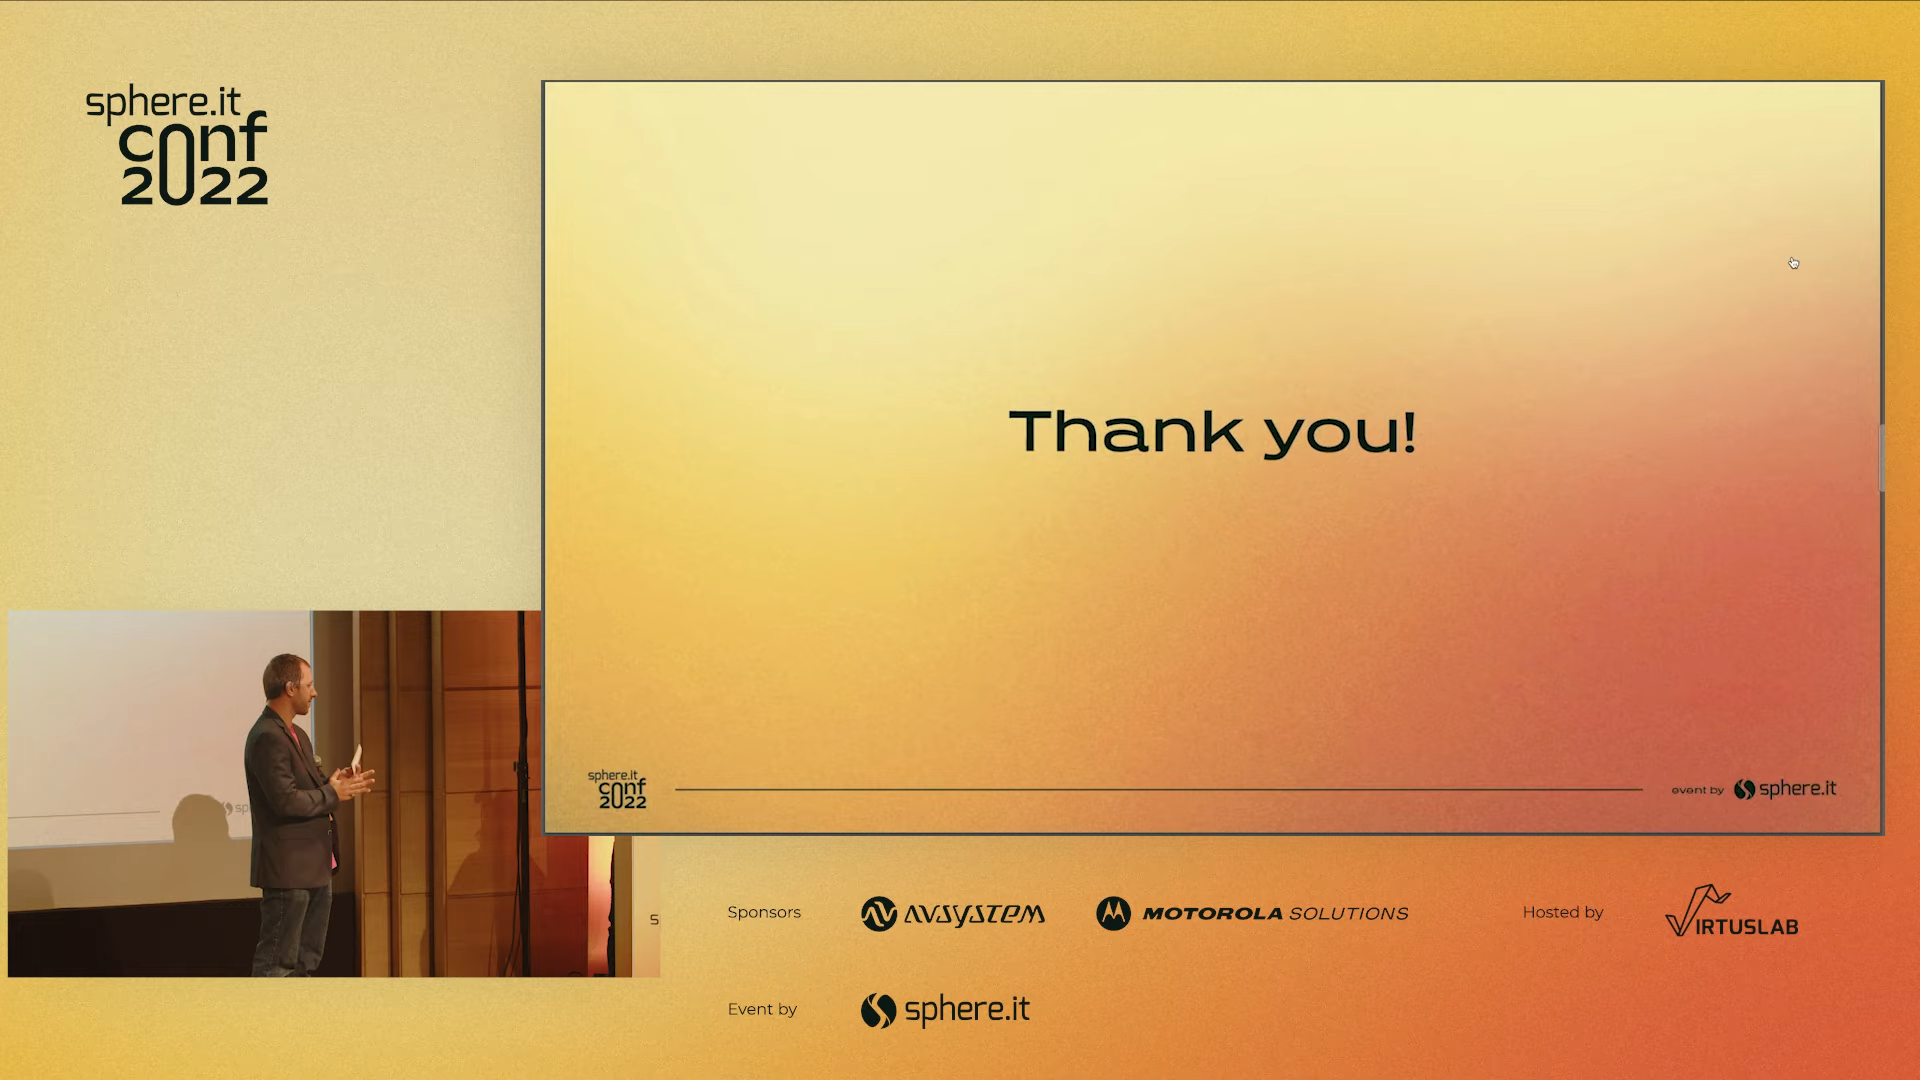 sphere.it
conf
2022
Thank you!
sphere.it
conf
2022
event by sphere.it
sp
S
Sponsors AVSYSTEM MOTOROLA SOLUTIONS Hosted by VIRTUSLAB
Event by sphere.it